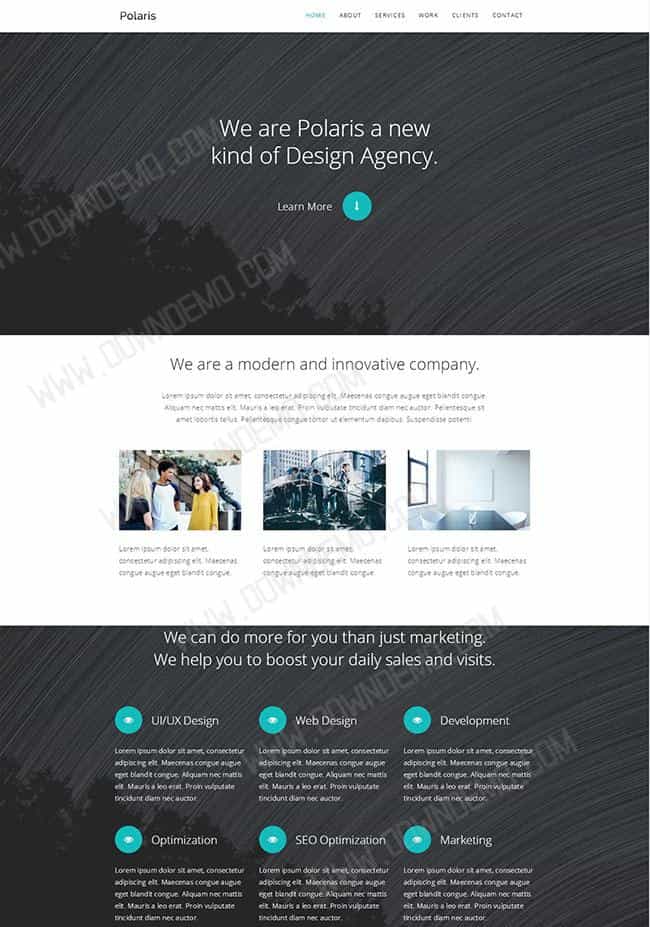 Polaris
HOME ABOUT SERVICES WORK CLIENTS CONTACT
We are Polaris a new
kind of Design Agency.
Learn More
We are a modern and innovative company.
Lorem ipsum dolor sit amet, consectetur adipiscing elit. Maecenas congue augue eget blandit congue.
Aliquam nec mattis elit. Mauris a leo erat. Proin vulputate tincidunt diam nec auctor. Pellentesque sit
amet lobortis tellus. Pellentesque congue tortor ut elementum dapibus. Suspendisse potenti
Lorem ipsum dolor sit amet,
consectetur adipiscing elit. Maecenas
congue augue eget blandit congue.
Lorem ipsum dolor sit amet,
consectetur adipiscing elit. Maecenas
congue augue eget blandit congue.
Lorem ipsum dolor sit amet,
consectetur adipiscing elit. Maecenas
congue augue eget blandit congue.
We can do more for you than just marketing.
We help you to boost your daily sales and visits.
UI/UX Design
Lorem ipsum dolor sit amet, consectetur
adipiscing elit. Maecenas congue augue
eget blandit congue. Aliquam nec mattis
elit. Mauris a leo erat. Proin vulputate
tincidunt diam nec auctor.
Web Design
Lorem ipsum dolor sit amet, consectetur
adipiscing elit. Maecenas congue augue
eget blandit congue. Aliquam nec mattis
elit. Mauris a leo erat. Proin vulputate
tincidunt diam nec auctor.
Development
Lorem ipsum dolor sit amet, consectetur
adipiscing elit. Maecenas congue augue
eget blandit congue. Aliquam nec mattis
elit. Mauris a leo erat. Proin vulputate
tincidunt diam nec auctor.
Optimization
Lorem ipsum dolor sit amet, consectetur
adipiscing elit. Maecenas congue augue
eget blandit congue. Aliquam nec mattis
elit. Mauris a leo erat. Proin vulputate
tincidunt diam nec auctor.
SEO Optimization
Lorem ipsum dolor sit amet, consectetur
adipiscing elit. Maecenas congue augue
eget blandit congue. Aliquam nec mattis
elit. Mauris a leo erat. Proin vulputate
tincidunt diam nec auctor.
Marketing
Lorem ipsum dolor sit amet, consectetur
adipiscing elit. Maecenas congue augue
eget blandit congue. Aliquam nec mattis
elit. Mauris a leo erat. Proin vulputate
tincidunt diam nec auctor.
WWW.DOWNDEMO.COM
WWW.DOWNDEMO.COM
WWW.DOWNDEMO.COM
WWW.DOWNDEMO.COM
WWW.DOWNDEMO.COM
WWW.DOWNDEMO.COM